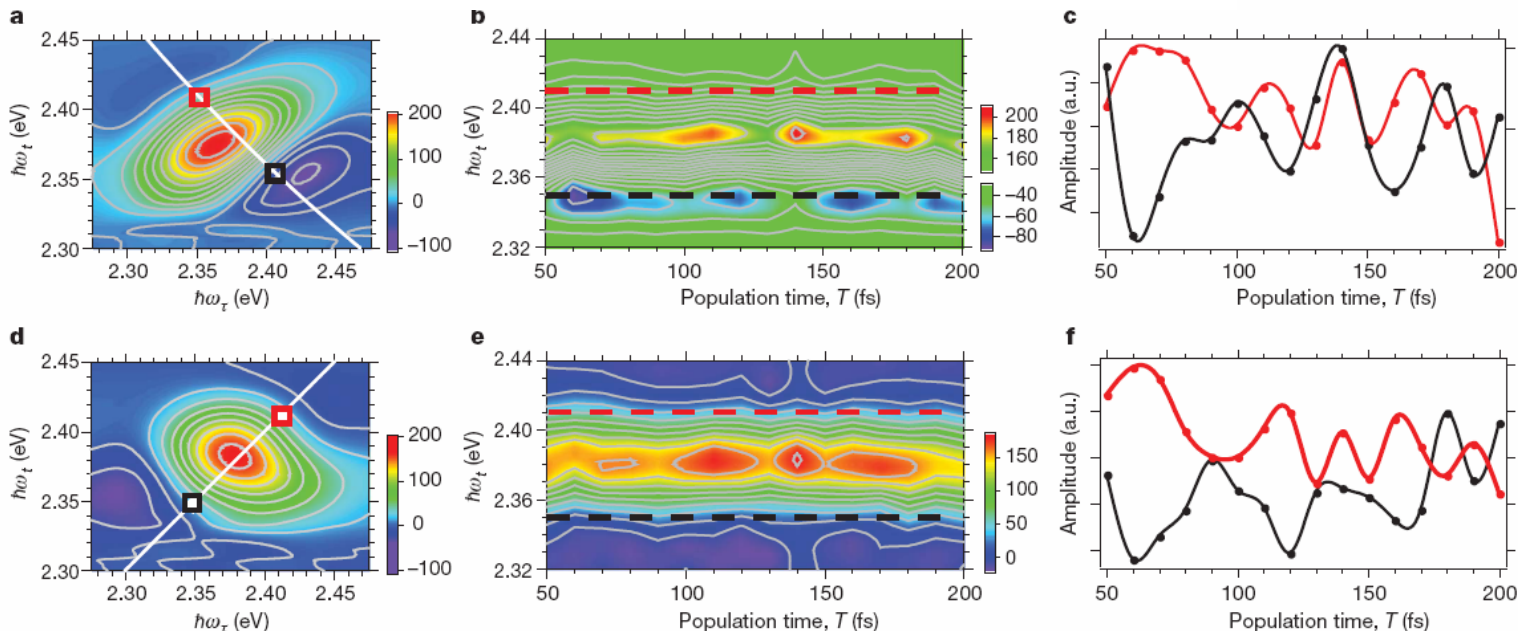 a
2.45
2.40
2.35
2.30
ħω_t (eV)
2.30 2.35 2.40 2.45
ħω_τ (eV)
200
100
0
−100
b
2.44
2.40
2.36
2.32
ħω_t (eV)
50 100 150 200
Population time, T (fs)
200
180
160
−40
−60
−80
c
Amplitude (a.u.)
50 100 150 200
Population time, T (fs)
d
2.45
2.40
2.35
2.30
ħω_t (eV)
2.30 2.35 2.40 2.45
ħω_τ (eV)
200
100
0
−100
e
2.44
2.40
2.36
2.32
ħω_t (eV)
50 100 150 200
Population time, T (fs)
150
100
50
0
f
Amplitude (a.u.)
50 100 150 200
Population time, T (fs)